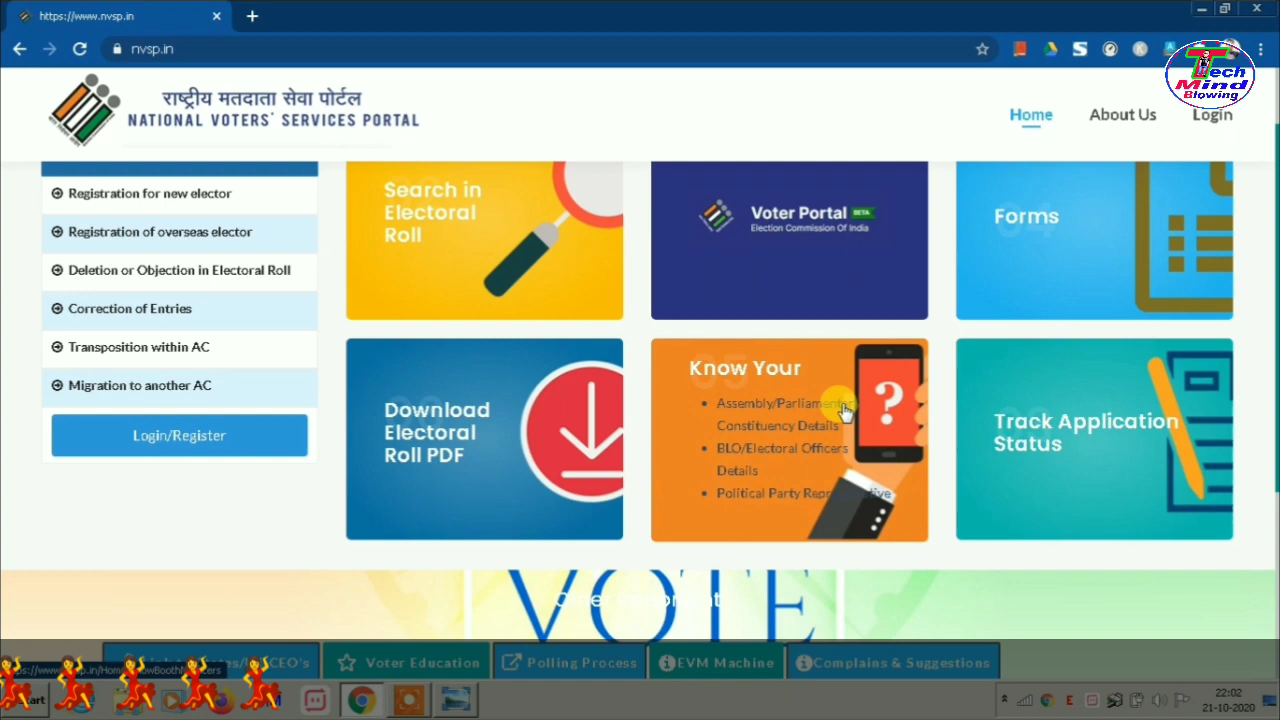 https://www.nvsp.in
nvsp.in
Tech
Mind
Blowing
राष्ट्रीय मतदाता सेवा पोर्टल
NATIONAL VOTERS' SERVICES PORTAL
Home
About Us
Login
Registration for new elector
Registration of overseas elector
Deletion or Objection in Electoral Roll
Correction of Entries
Transposition within AC
Migration to another AC
Login/Register
Search in
Electoral
Roll
Voter Portal BETA
Election Commission Of India
Forms
Download
Electoral
Roll PDF
05
Know Your
Assembly/Parliamentary
Constituency Details
BLO/Electoral Officers
Details
Political Party Representative
Track Application
Status
VOTE
Voter Education
Polling Process
EVM Machine
Complains & Suggestions
22:02
21-10-2020